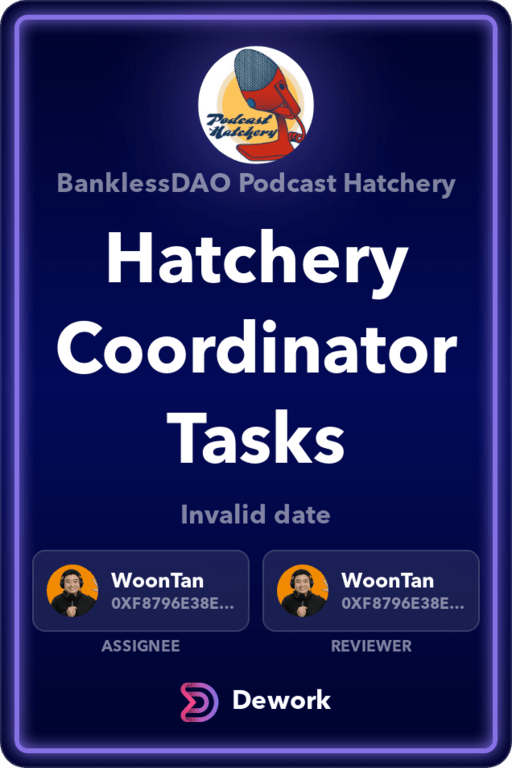 Podcast
Hatchery
BanklessDAO Podcast Hatchery
Hatchery
Coordinator
Tasks
Invalid date
WoonTan
0XF8796E38E...
ASSIGNEE
WoonTan
0XF8796E38E...
REVIEWER
Dework